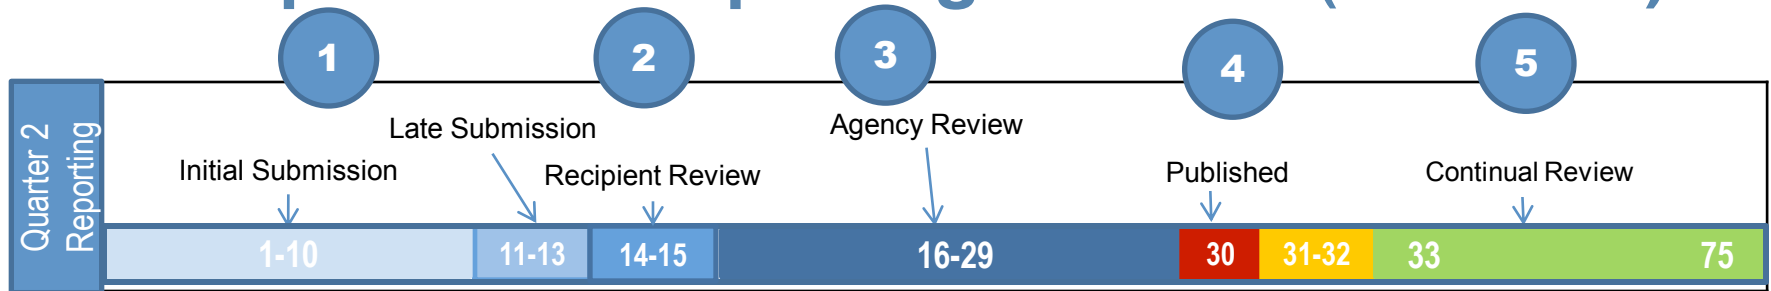 1
2
3
4
5
Quarter 2
Reporting
Initial Submission
Late Submission
Recipient Review
Agency Review
Published
Continual Review
1-10
11-13
14-15
16-29
30
31-32
33
75